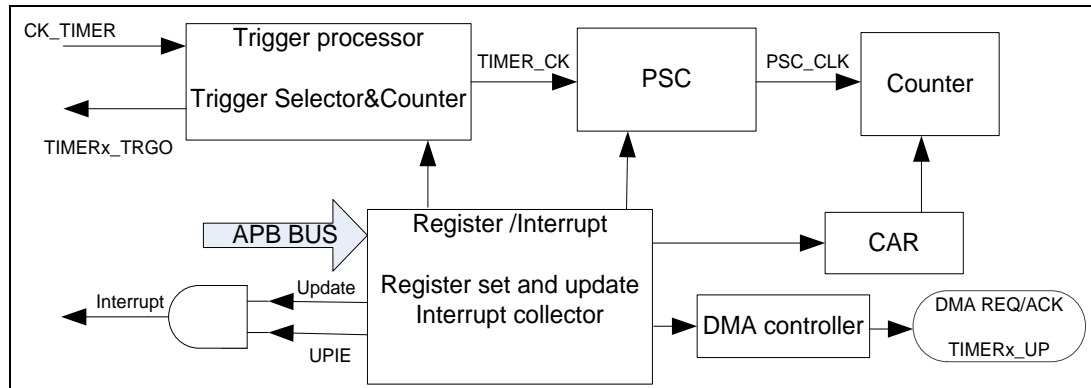 CK_TIMER
TIMERx_TRGO
Trigger processor
Trigger Selector&Counter
TIMER_CK
PSC
PSC_CLK
Counter
APB BUS
Register /Interrupt
Register set and update
Interrupt collector
CAR
Interrupt
Update
UPIE
DMA controller
DMA REQ/ACK
TIMERx_UP